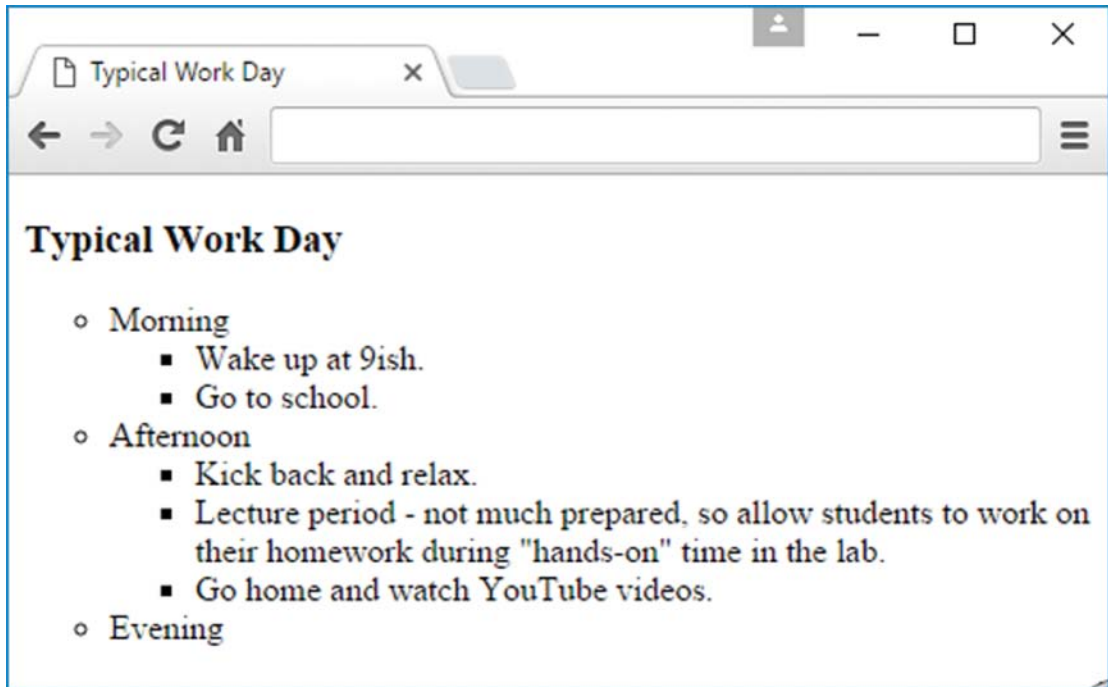 Typical Work Day
Typical Work Day
Morning
Wake up at 9ish.
Go to school.
Afternoon
Kick back and relax.
Lecture period - not much prepared, so allow students to work on
their homework during "hands-on" time in the lab.
Go home and watch YouTube videos.
Evening